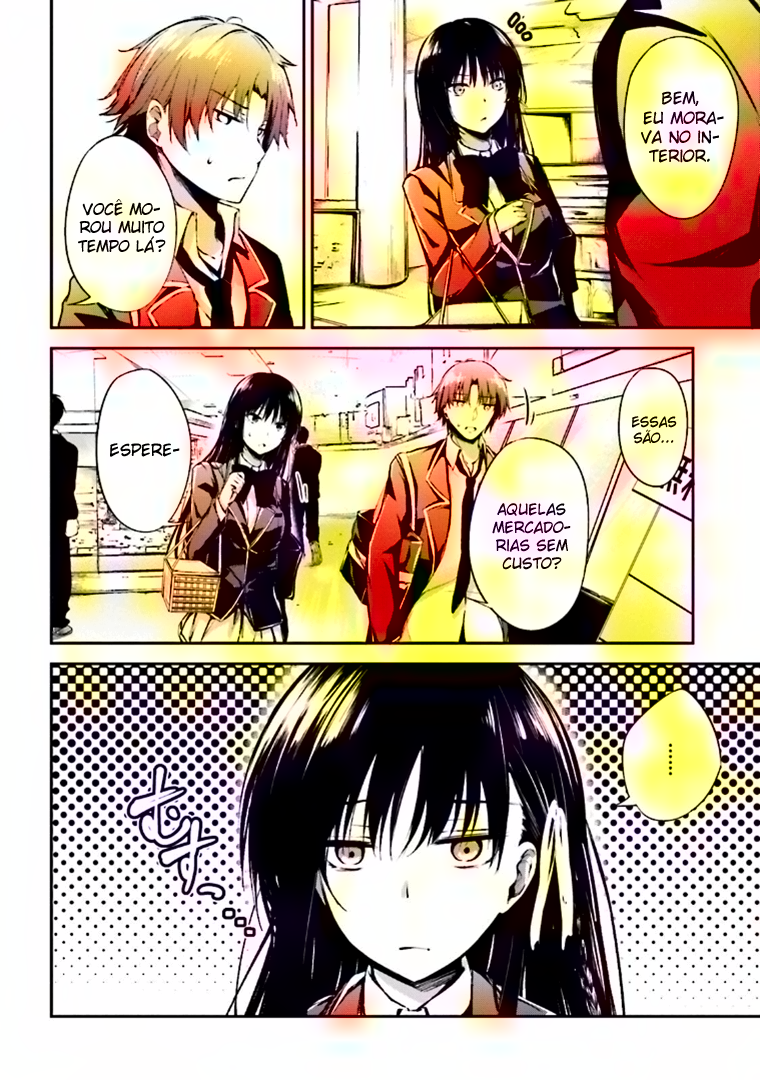 BEM,
EU MORA-
VA NO IN-
TERIOR.
VOCÊ MO-
ROU MUITO
TEMPO LÁ?
ESSAS
SÃO...
AQUELAS
MERCADO-
RIAS SEM
CUSTO?
ESPERE-
......